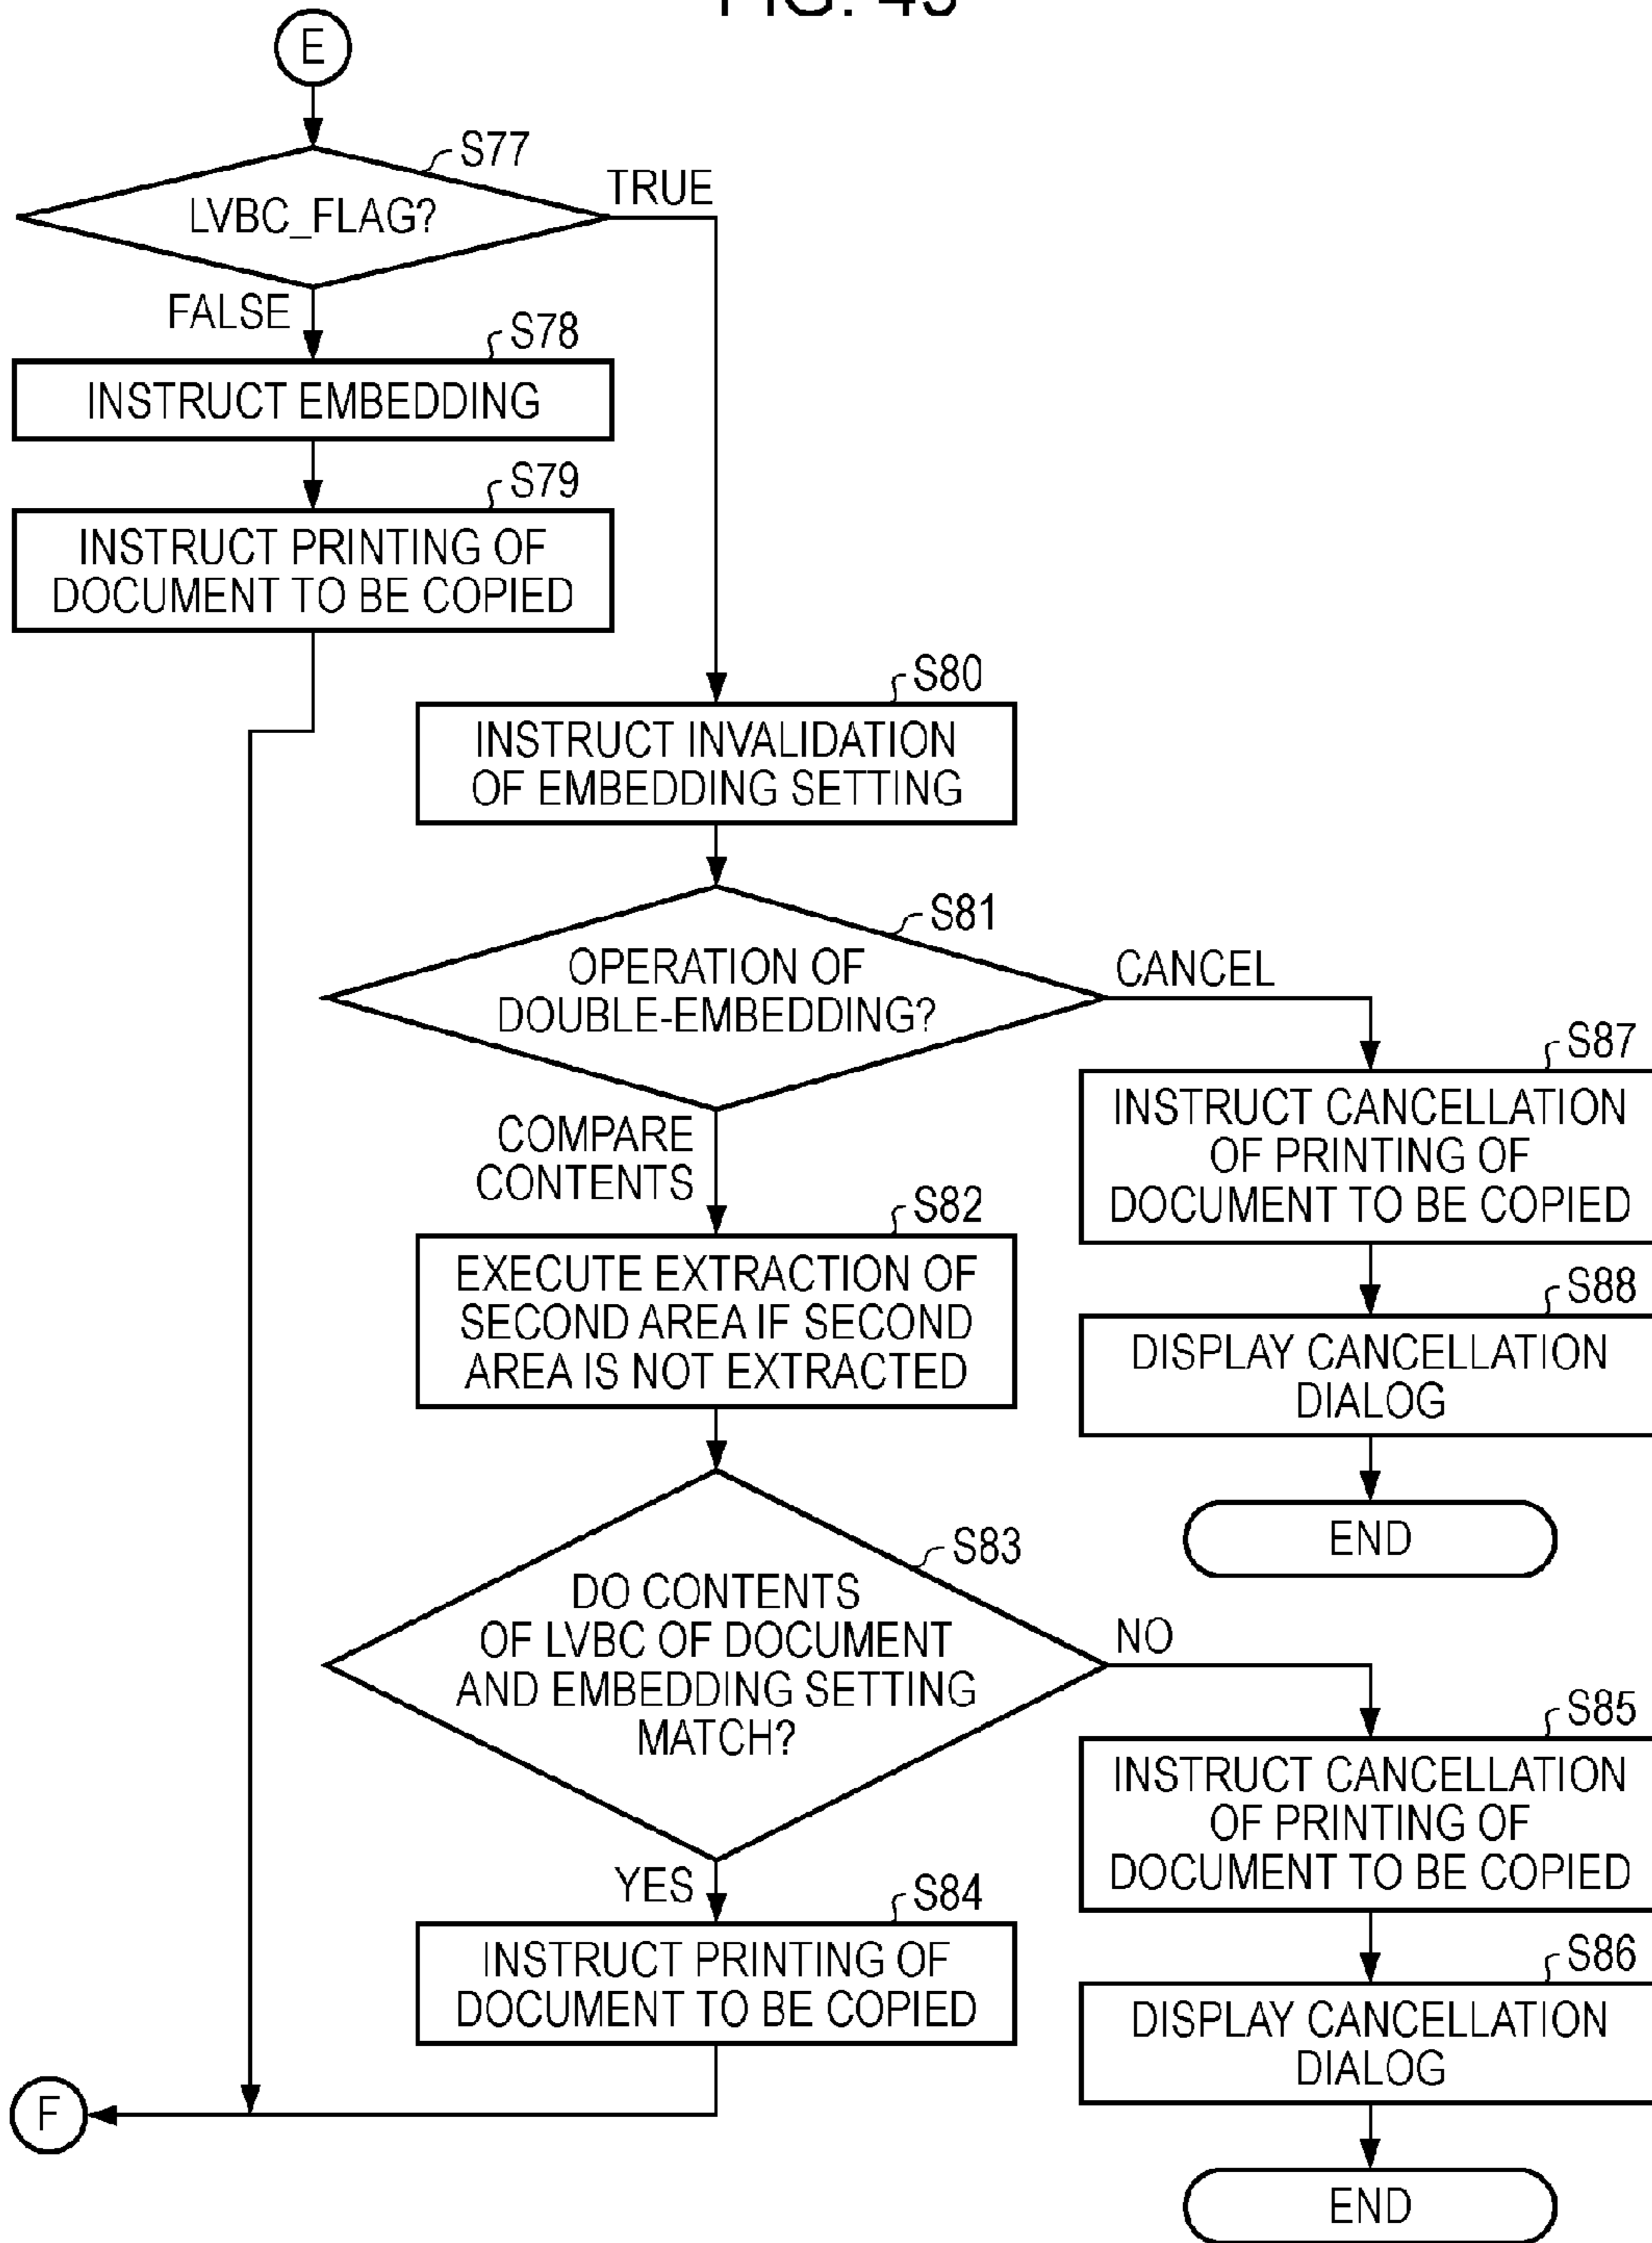 E
S77
LVBC_FLAG?
TRUE
FALSE
S78
INSTRUCT EMBEDDING
S79
INSTRUCT PRINTING OF
DOCUMENT TO BE COPIED
S80
INSTRUCT INVALIDATION
OF EMBEDDING SETTING
S81
OPERATION OF
DOUBLE-EMBEDDING?
CANCEL
S87
INSTRUCT CANCELLATION
OF PRINTING OF
DOCUMENT TO BE COPIED
COMPARE
CONTENTS
S82
EXECUTE EXTRACTION OF
SECOND AREA IF SECOND
AREA IS NOT EXTRACTED
S88
DISPLAY CANCELLATION
DIALOG
END
S83
DO CONTENTS
OF LVBC OF DOCUMENT
AND EMBEDDING SETTING
MATCH?
NO
S85
INSTRUCT CANCELLATION
OF PRINTING OF
DOCUMENT TO BE COPIED
YES
S84
INSTRUCT PRINTING OF
DOCUMENT TO BE COPIED
S86
DISPLAY CANCELLATION
DIALOG
F
END